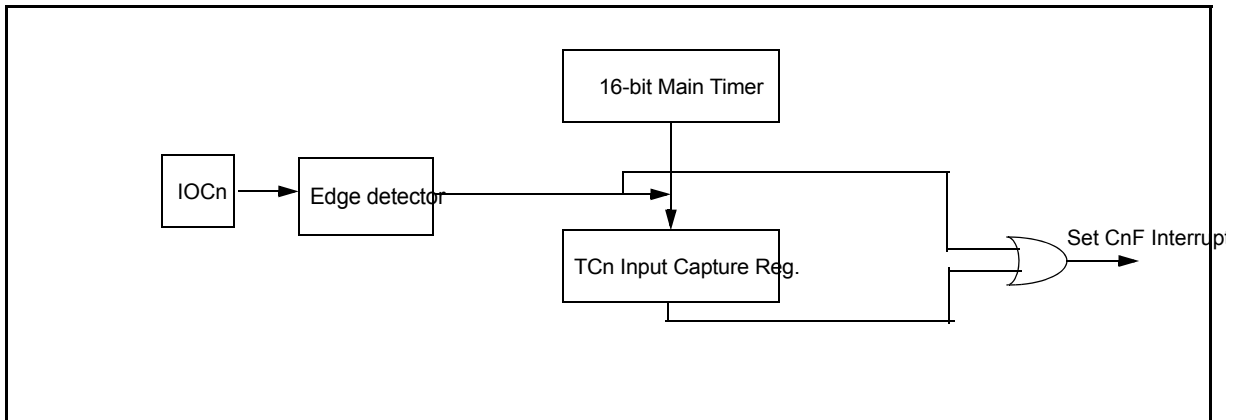 16-bit Main Timer
IOCn
Edge detector
TCn Input Capture Reg.
Set CnF Interrupt